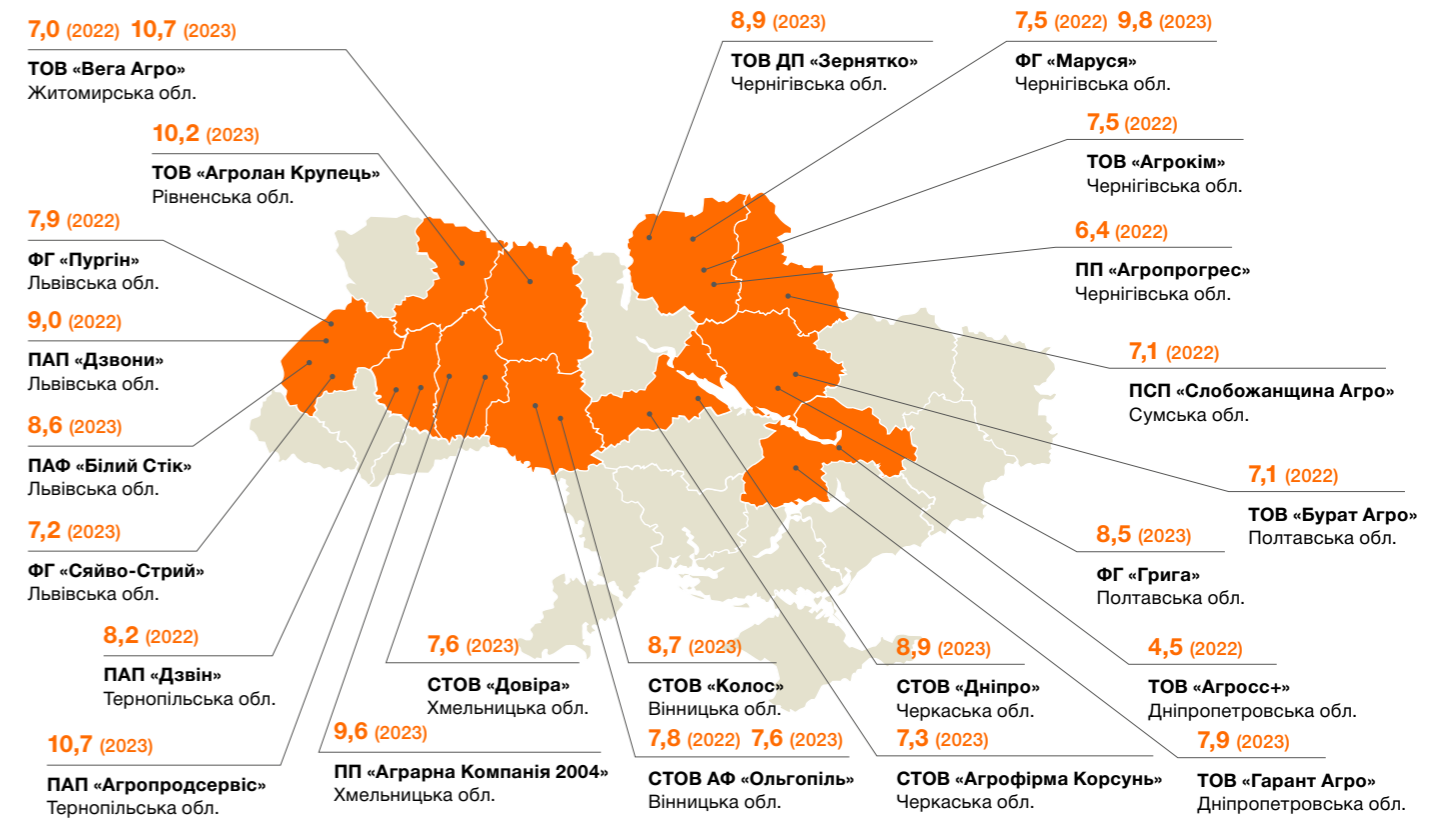 7,0 (2022) 10,7 (2023)
ТОВ «Вега Агро»
Житомирська обл.
10,2 (2023)
ТОВ «Агролан Крупець»
Рівненська обл.
7,9 (2022)
ФГ «Пургін»
Львівська обл.
9,0 (2022)
ПАП «Дзвони»
Львівська обл.
8,6 (2023)
ПАФ «Білий Стік»
Львівська обл.
7,2 (2023)
ФГ «Сяйво-Стрий»
Львівська обл.
8,2 (2022)
ПАП «Дзвін»
Тернопільська обл.
10,7 (2023)
ПАП «Агропродсервіс»
Тернопільська обл.
8,9 (2023)
ТОВ ДП «Зернятко»
Чернігівська обл.
7,5 (2022) 9,8 (2023)
ФГ «Маруся»
Чернігівська обл.
7,5 (2022)
ТОВ «Агрокім»
Чернігівська обл.
6,4 (2022)
ПП «Агропрогрес»
Чернігівська обл.
7,1 (2022)
ПСП «Слобожанщина Агро»
Сумська обл.
7,1 (2022)
ТОВ «Бурат Агро»
Полтавська обл.
8,5 (2023)
ФГ «Грига»
Полтавська обл.
7,6 (2023)
СТОВ «Довіра»
Хмельницька обл.
9,6 (2023)
ПП «Аграрна Компанія 2004»
Хмельницька обл.
8,7 (2023)
СТОВ «Колос»
Вінницька обл.
7,8 (2022) 7,6 (2023)
СТОВ АФ «Ольгопіль»
Вінницька обл.
8,9 (2023)
СТОВ «Дніпро»
Черкаська обл.
7,3 (2023)
СТОВ «Агрофірма Корсунь»
Черкаська обл.
4,5 (2022)
ТОВ «Агросс+»
Дніпропетровська обл.
7,9 (2023)
ТОВ «Гарант Агро»
Дніпропетровська обл.